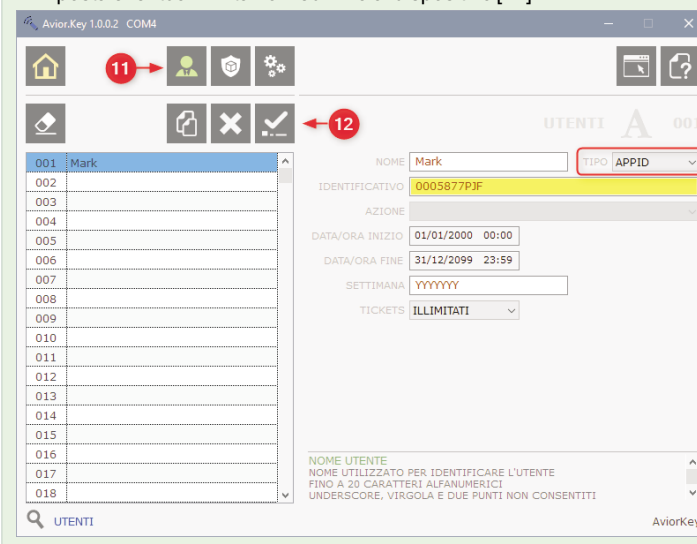 Avior.Key 1.0.0.2 COM4
11
12
UTENTI A 001
001 Mark
002
003
004
005
006
007
008
009
010
011
012
013
014
015
016
017
018
NOME Mark TIPO APPID
IDENTIFICATIVO 0005877PJF
AZIONE
DATA/ORA INIZIO 01/01/2000 00:00
DATA/ORA FINE 31/12/2099 23:59
SETTIMANA YYYYYYY
TICKETS ILLIMITATI
NOME UTENTE
NOME UTILIZZATO PER IDENTIFICARE L'UTENTE
FINO A 20 CARATTERI ALFANUMERICI
UNDERSCORE, VIRGOLA E DUE PUNTI NON CONSENTITI
UTENTI
AviorKey